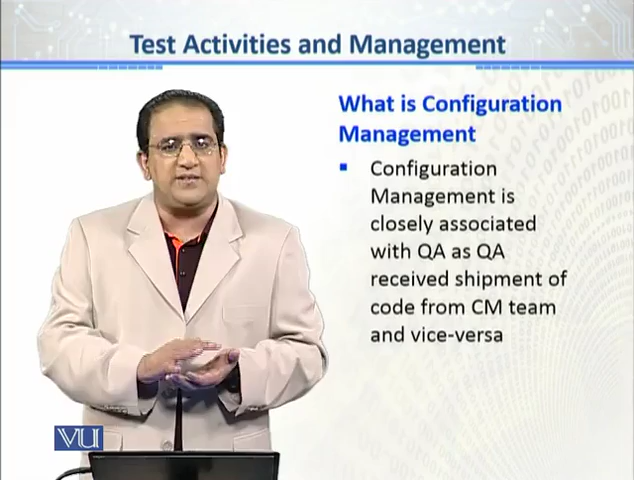 Test Activities and Management
What is Configuration
Management
Configuration
Management is
closely associated
with QA as QA
received shipment of
code from CM team
and vice-versa
VU